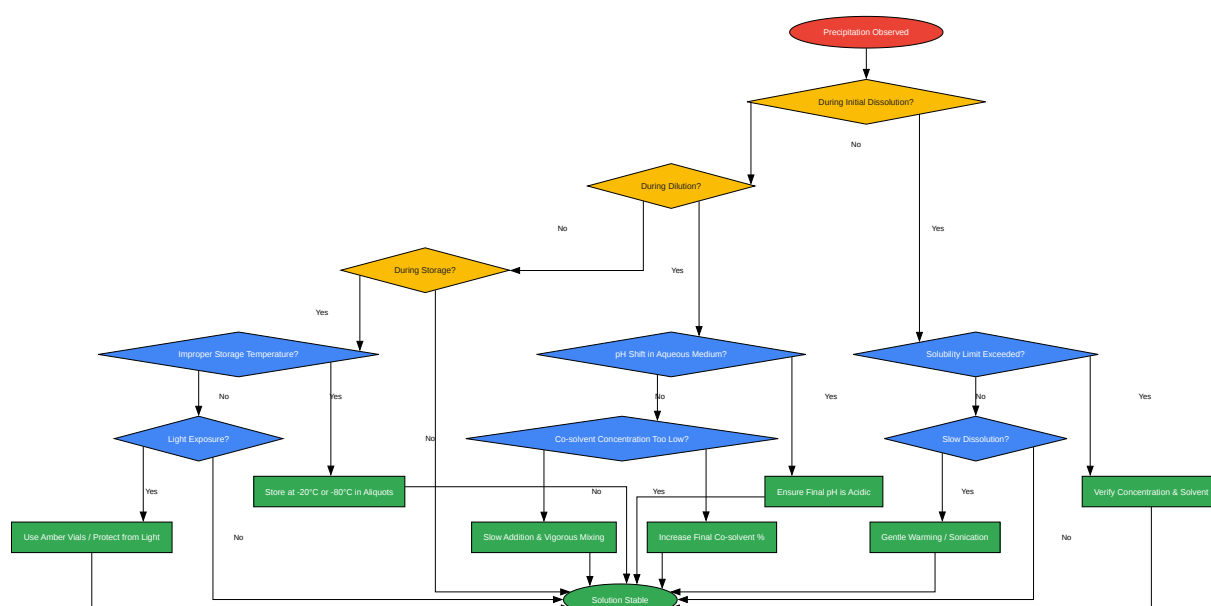 Precipitation Observed
During Initial Dissolution?
No
During Dilution?
No
Yes
During Storage?
Yes
Yes
Improper Storage Temperature?
pH Shift in Aqueous Medium?
Solubility Limit Exceeded?
No
Yes
No
Yes
No
Yes
Light Exposure?
No
Co-solvent Concentration Too Low?
Slow Dissolution?
Yes
Store at -20°C or -80°C in Aliquots
No
Yes
Ensure Final pH is Acidic
Yes
Verify Concentration & Solvent
Use Amber Vials / Protect from Light
No
Slow Addition & Vigorous Mixing
Increase Final Co-solvent %
Gentle Warming / Sonication
No
Solution Stable